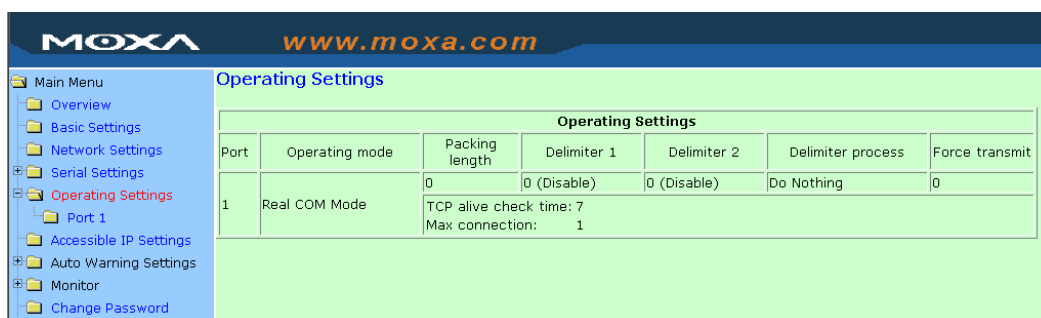 MOXA www.moxa.com
Main Menu
Overview
Basic Settings
Network Settings
Serial Settings
Operating Settings
Port 1
Accessible IP Settings
Auto Warning Settings
Monitor
Change Password
Operating Settings
Operating Settings
Port Operating mode Packing length Delimiter 1 Delimiter 2 Delimiter process Force transmit
1 Real COM Mode 0 0 (Disable) 0 (Disable) Do Nothing 0
TCP alive check time: 7
Max connection: 1